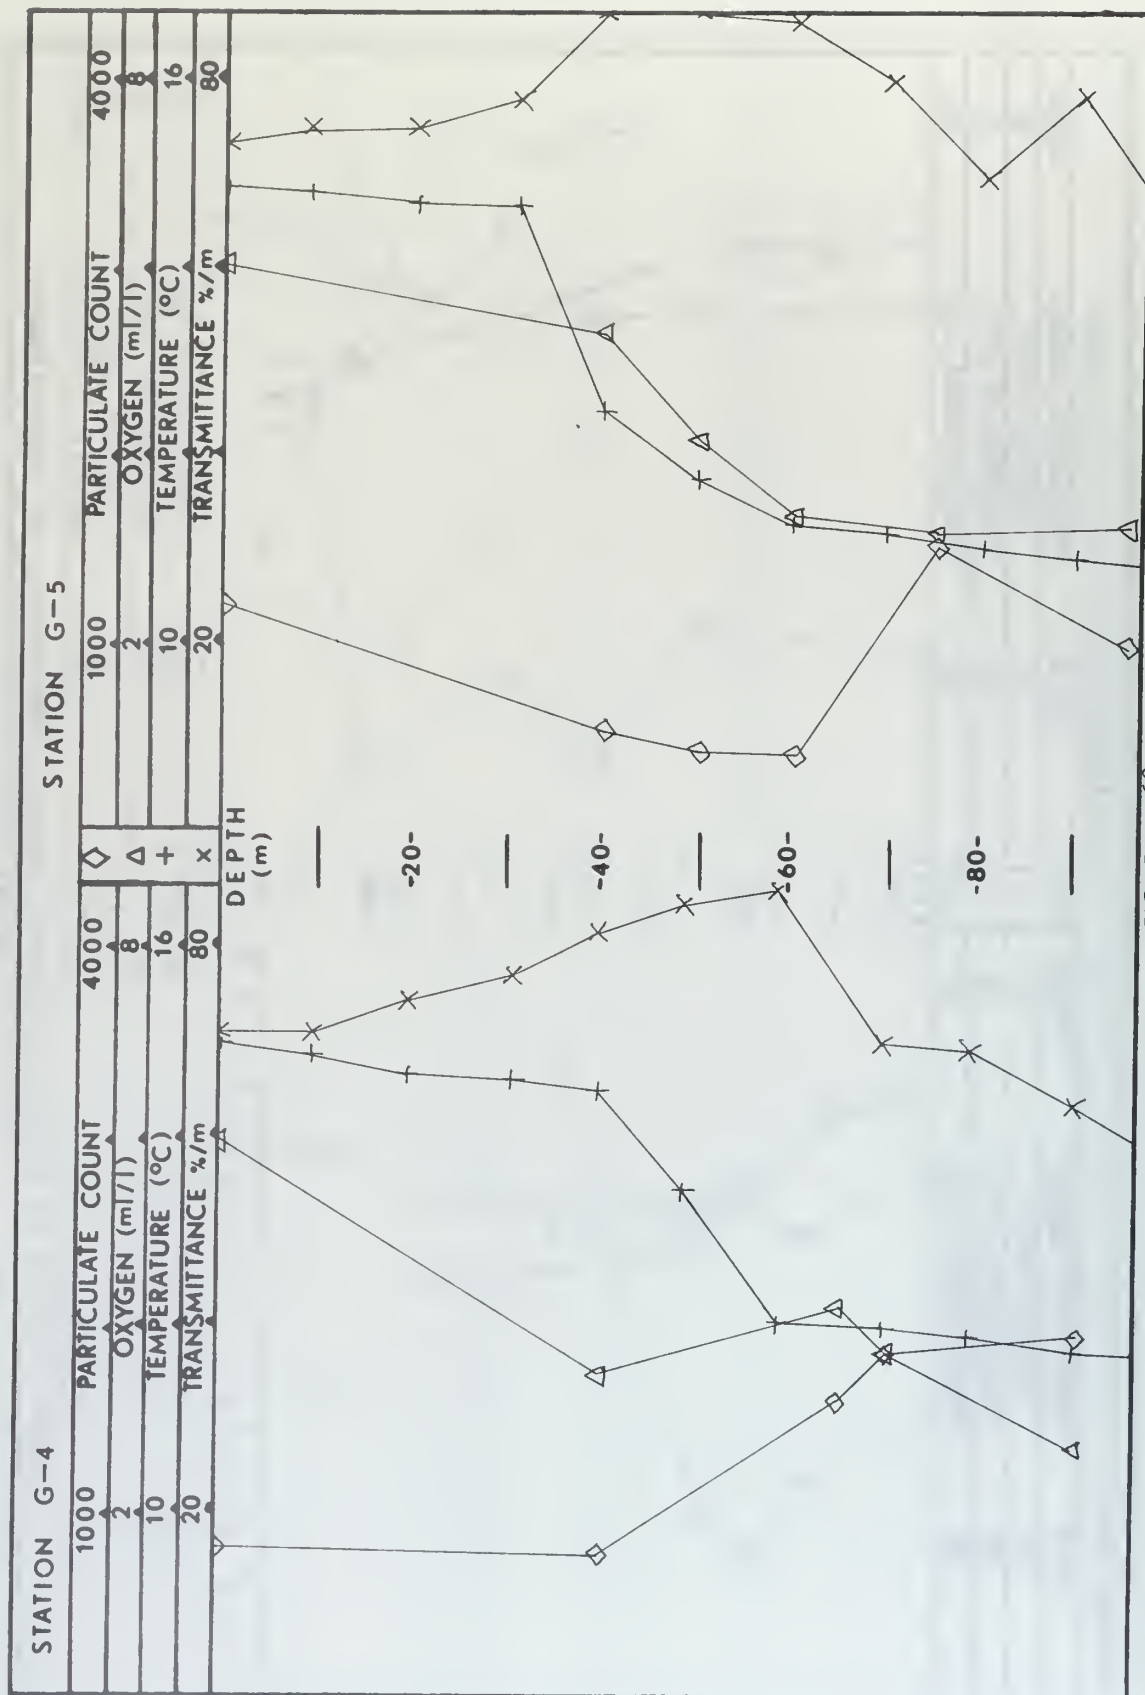 STATION G-4
STATION G-5
1000 PARTICULATE COUNT 4000
2 OXYGEN (ml/l) 8
10 TEMPERATURE (°C) 16
20 TRANSMITTANCE %/m 80
◇
Δ
+
x
1000 PARTICULATE COUNT 4000
2 OXYGEN (ml/l) 8
10 TEMPERATURE (°C) 16
20 TRANSMITTANCE %/m 80
DEPTH
(m)
-20-
-40-
-60-
-80-